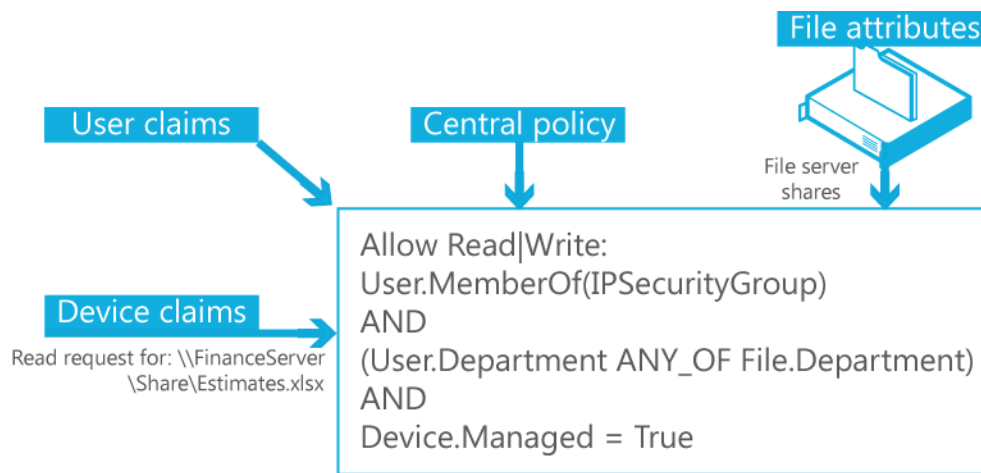 File attributes
User claims
Central policy
File server
shares
Device claims
Read request for: \\FinanceServer
\Share\Estimates.xlsx
Allow Read|Write:
User.MemberOf(IPSecurityGroup)
AND
(User.Department ANY_OF File.Department)
AND
Device.Managed = True